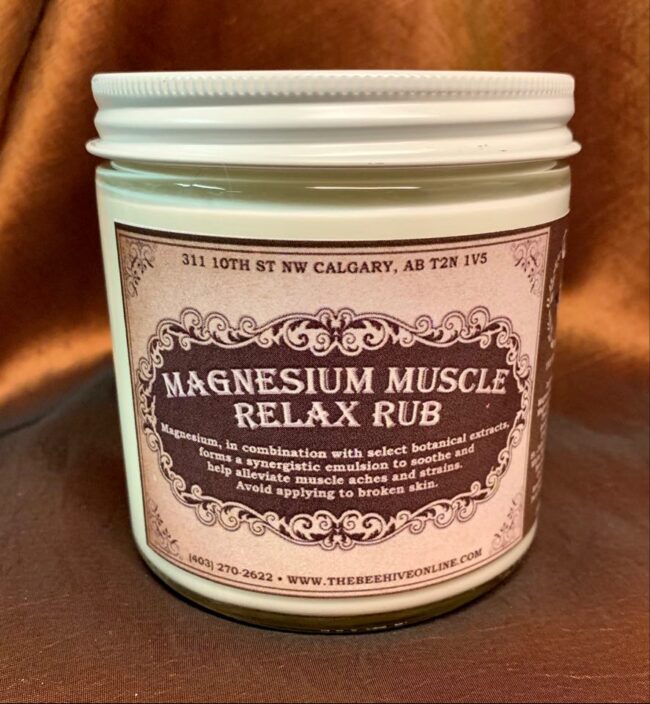 311 10TH ST NW CALGARY, AB T2N 1V5
MAGNESIUM MUSCLE
RELAX RUB
Magnesium, in combination with select botanical extracts,
forms a synergistic emulsion to soothe and
help alleviate muscle aches and strains.
Avoid applying to broken skin.
(403) 270-2622 • WWW.THEBEEHIVEONLINE.COM